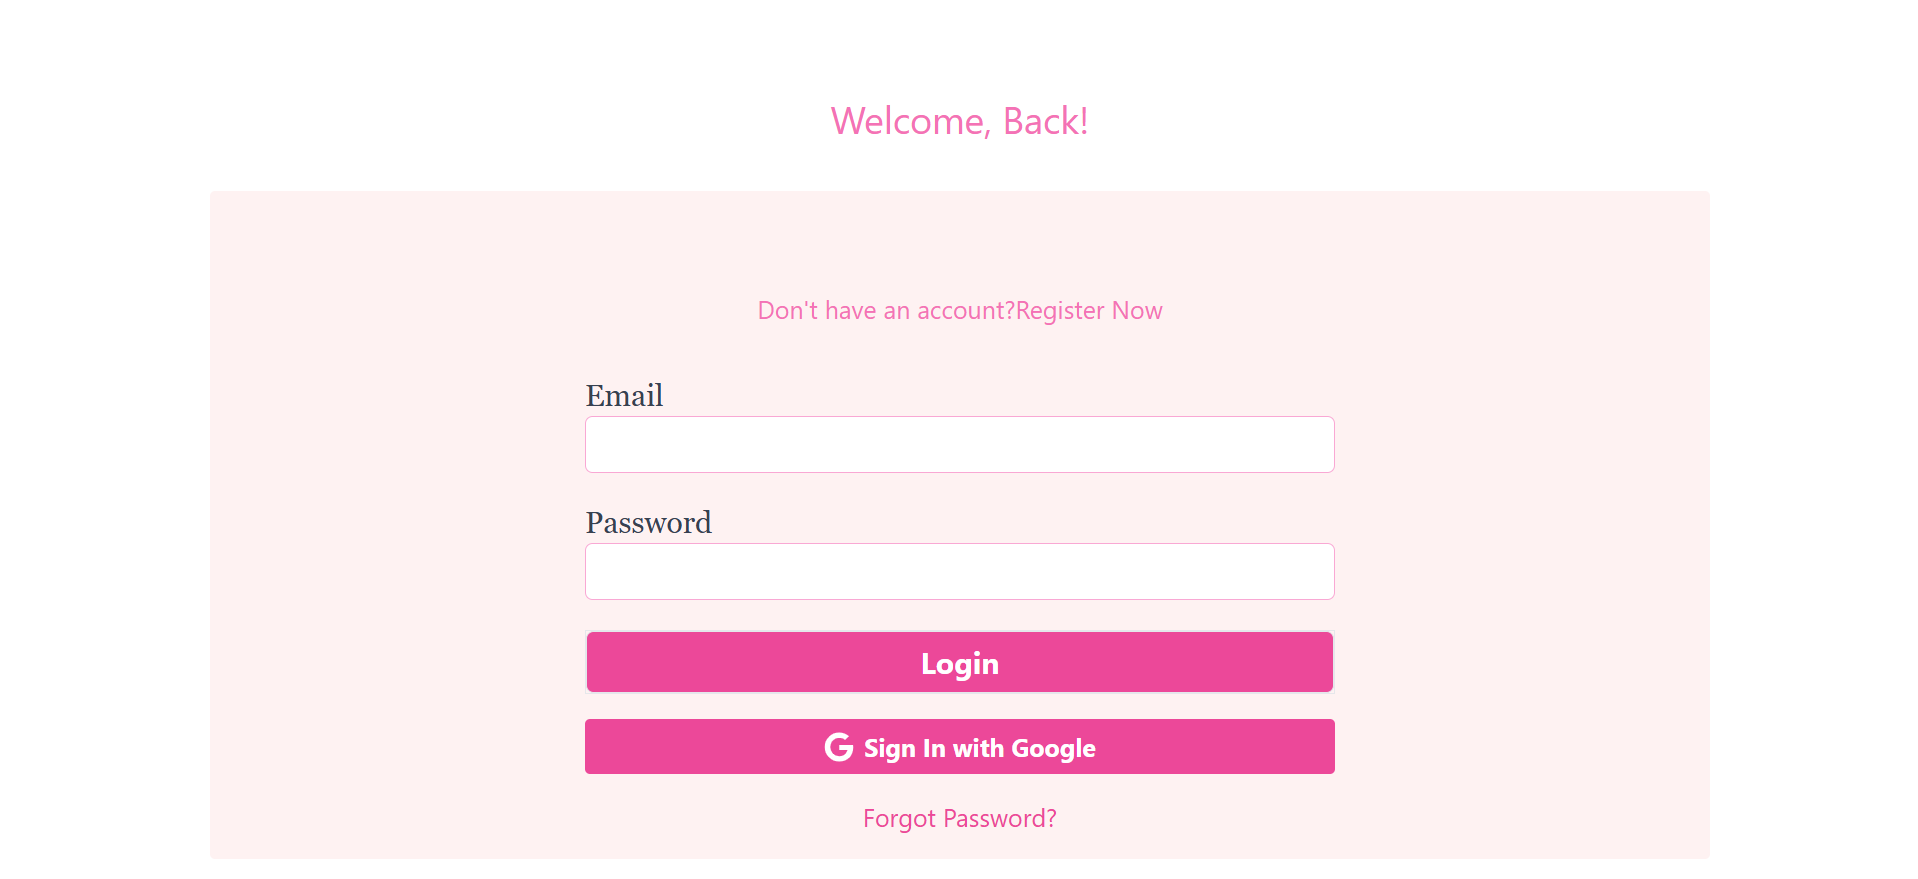 Welcome, Back!
Don't have an account?Register Now
Email
Password
Login
Sign In with Google
Forgot Password?